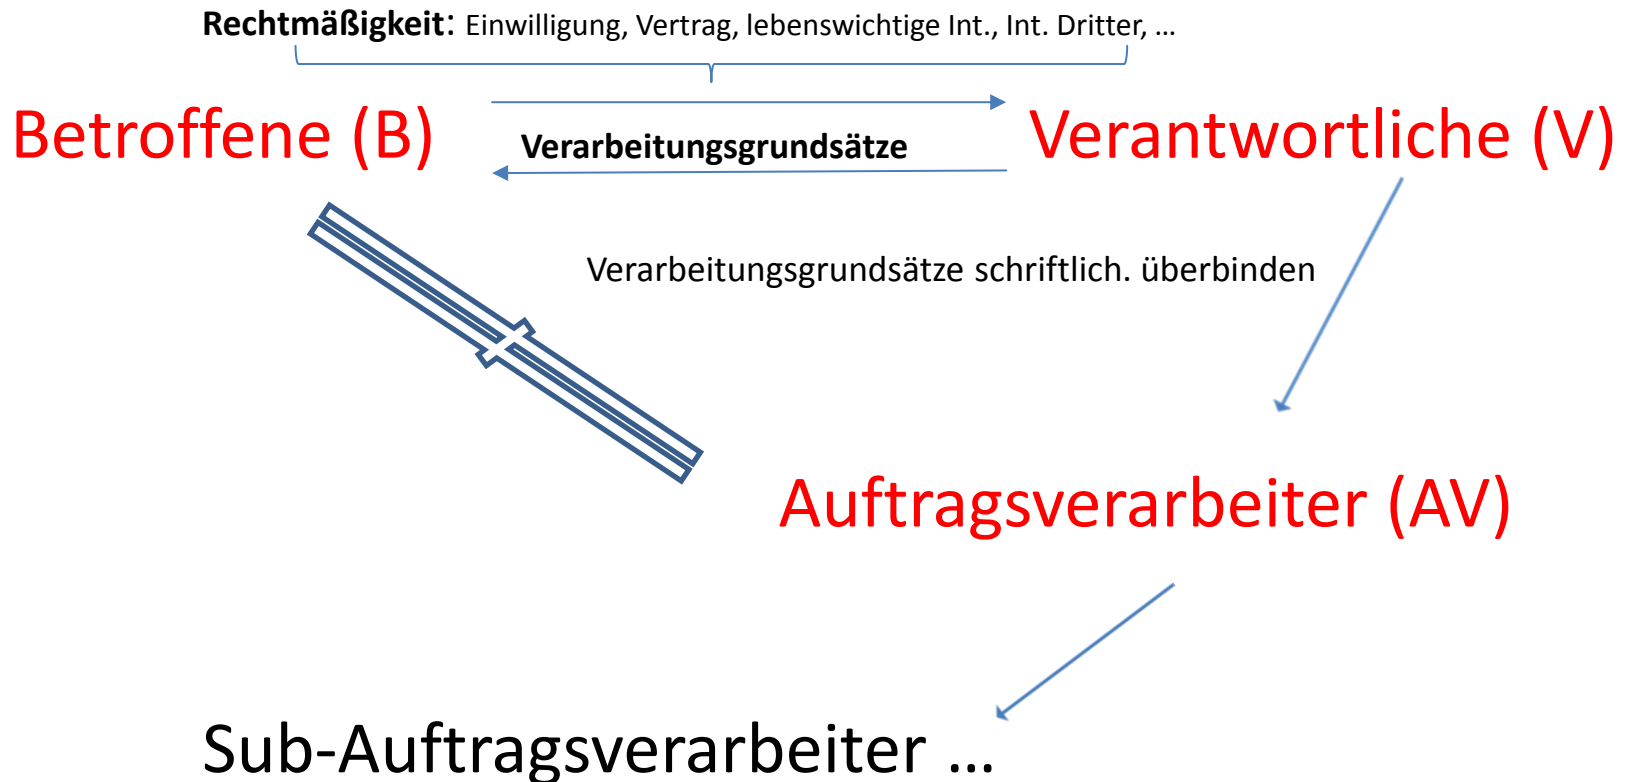 Rechtmäßigkeit: Einwilligung, Vertrag, lebenswichtige Int., Int. Dritter, …
Betroffene (B)
Verarbeitungsgrundsätze
Verantwortliche (V)
Verarbeitungsgrundsätze schriftlich. überbinden
Auftragsverarbeiter (AV)
Sub-Auftragsverarbeiter …